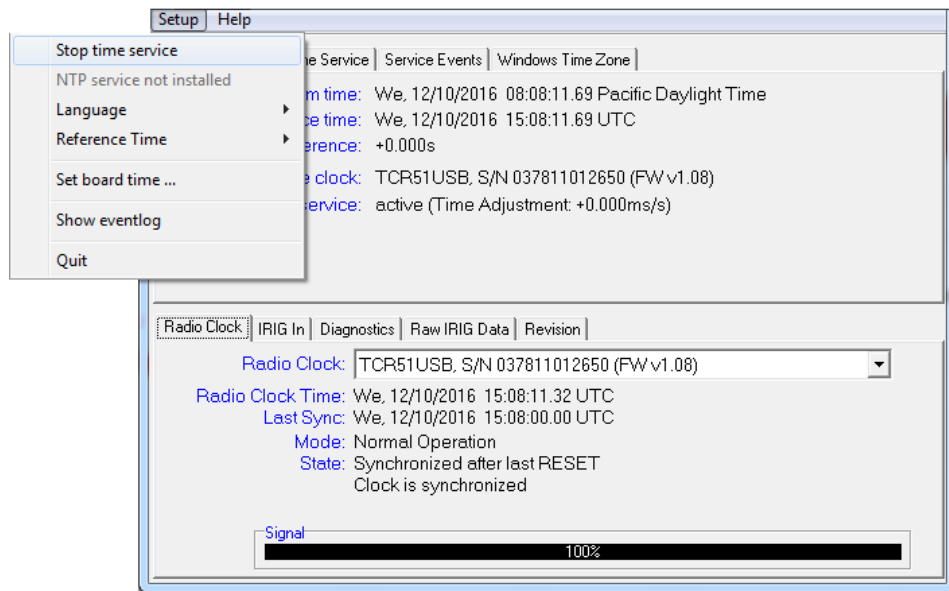 Setup Help
Stop time service
NTP service not installed
Language
Reference Time
Set board time ...
Show eventlog
Quit
Service Service Events Windows Time Zone
time: We, 12/10/2016 08:08:11.69 Pacific Daylight Time
time: We, 12/10/2016 15:08:11.69 UTC
+0.000s
clock: TCR51USB, S/N 037811012650 (FW v1.08)
service: active (Time Adjustment: +0.000ms/s)
Radio Clock IRIG In Diagnostics Raw IRIG Data Revision
Radio Clock: TCR51USB, S/N 037811012650 (FW v1.08)
Radio Clock Time: We, 12/10/2016 15:08:11.32 UTC
Last Sync: We, 12/10/2016 15:08:00.00 UTC
Mode: Normal Operation
State: Synchronized after last RESET
Clock is synchronized
Signal
100%